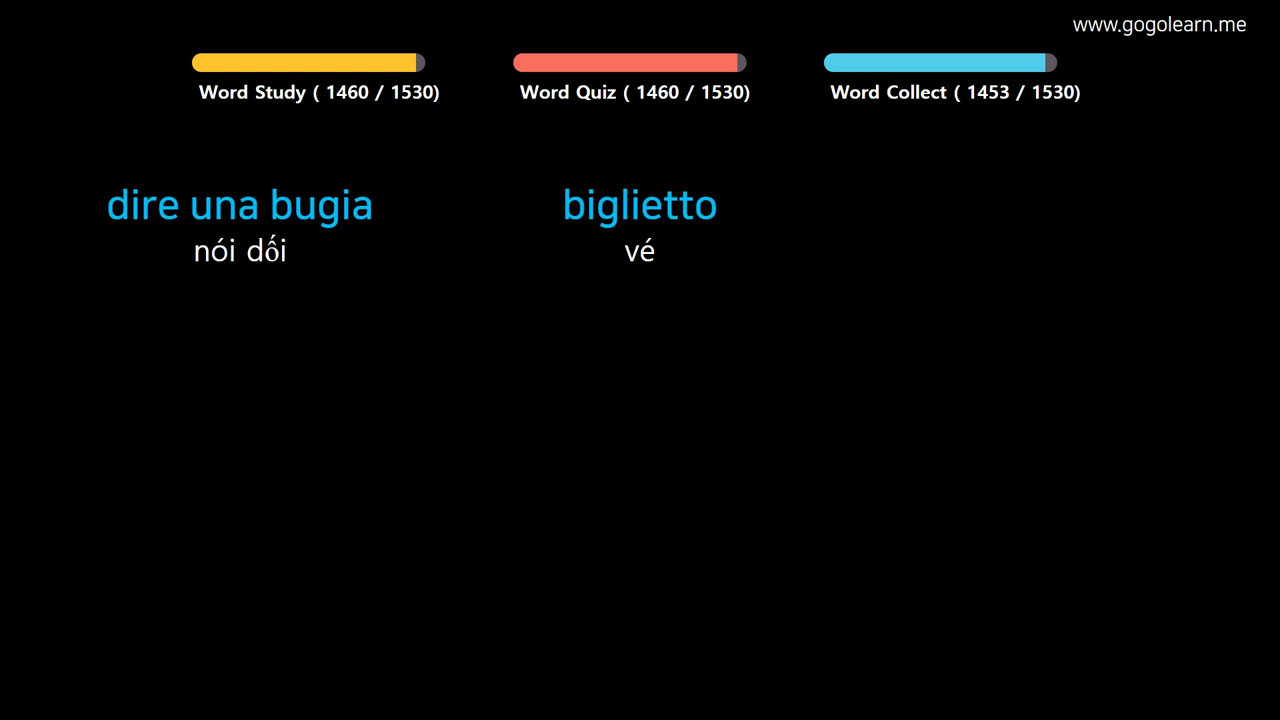 www.gogolearn.me
Word Study ( 1460 / 1530)
Word Quiz ( 1460 / 1530)
Word Collect ( 1453 / 1530)
dire una bugia
nói dối
biglietto
vé